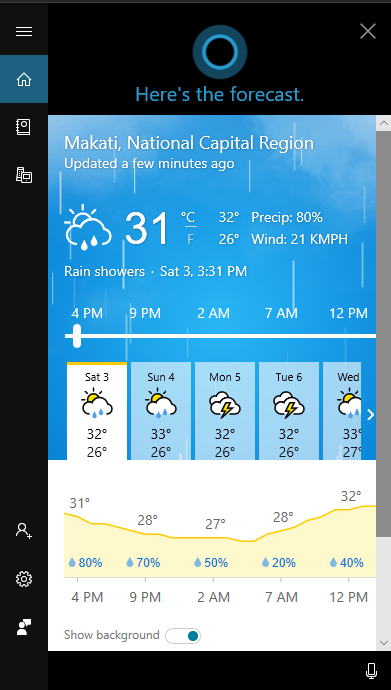 Here's the forecast.
Makati, National Capital Region
Updated a few minutes ago
31 °C F 32° 26° Precip: 80% Wind: 21 KMPH
Rain showers · Sat 3, 3:31 PM
4 PM 9 PM 2 AM 7 AM 12 PM
Sat 3 Sun 4 Mon 5 Tue 6 Wed
32° 33° 32° 32° 33°
26° 26° 26° 26° 27°
31° 28° 27° 28° 32°
80% 70% 50% 20% 40%
4 PM 9 PM 2 AM 7 AM 12 PM
Show background